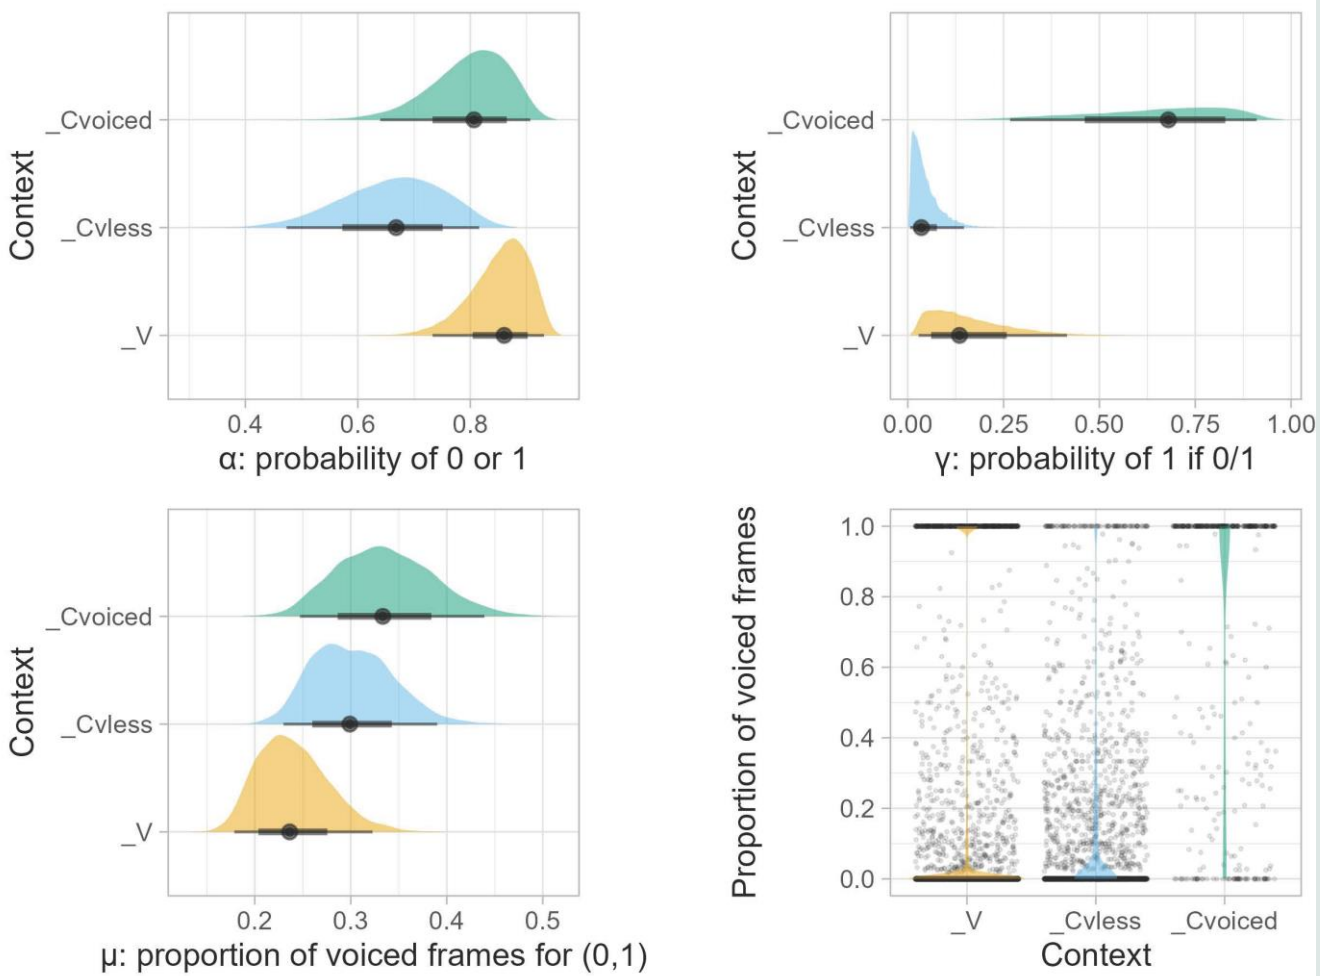 Context
_Cvoiced
_Cvless
_V
0.4 0.6 0.8
α: probability of 0 or 1
Context
_Cvoiced
_Cvless
_V
0.00 0.25 0.50 0.75 1.00
γ: probability of 1 if 0/1
Context
_Cvoiced
_Cvless
_V
0.2 0.3 0.4 0.5
μ: proportion of voiced frames for (0,1)
Proportion of voiced frames
1.0
0.8
0.6
0.4
0.2
0.0
_V _Cvless _Cvoiced
Context